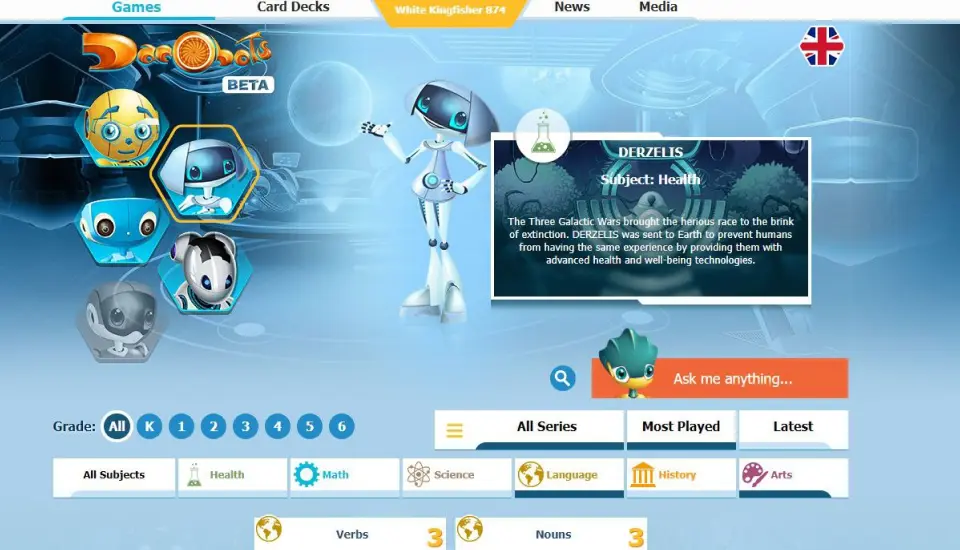 Games
Card Decks
White Kingfisher 874
News
Media
BETA
DERZELIS
Subject: Health
The Three Galactic Wars brought the herious race to the brink
of extinction. DERZELIS was sent to Earth to prevent humans
from having the same experience by providing them with
advanced health and well-being technologies.
Ask me anything...
Grade: All K 1 2 3 4 5 6
All Series
Most Played
Latest
All Subjects
Health
Math
Science
Language
History
Arts
Verbs 3
Nouns 3